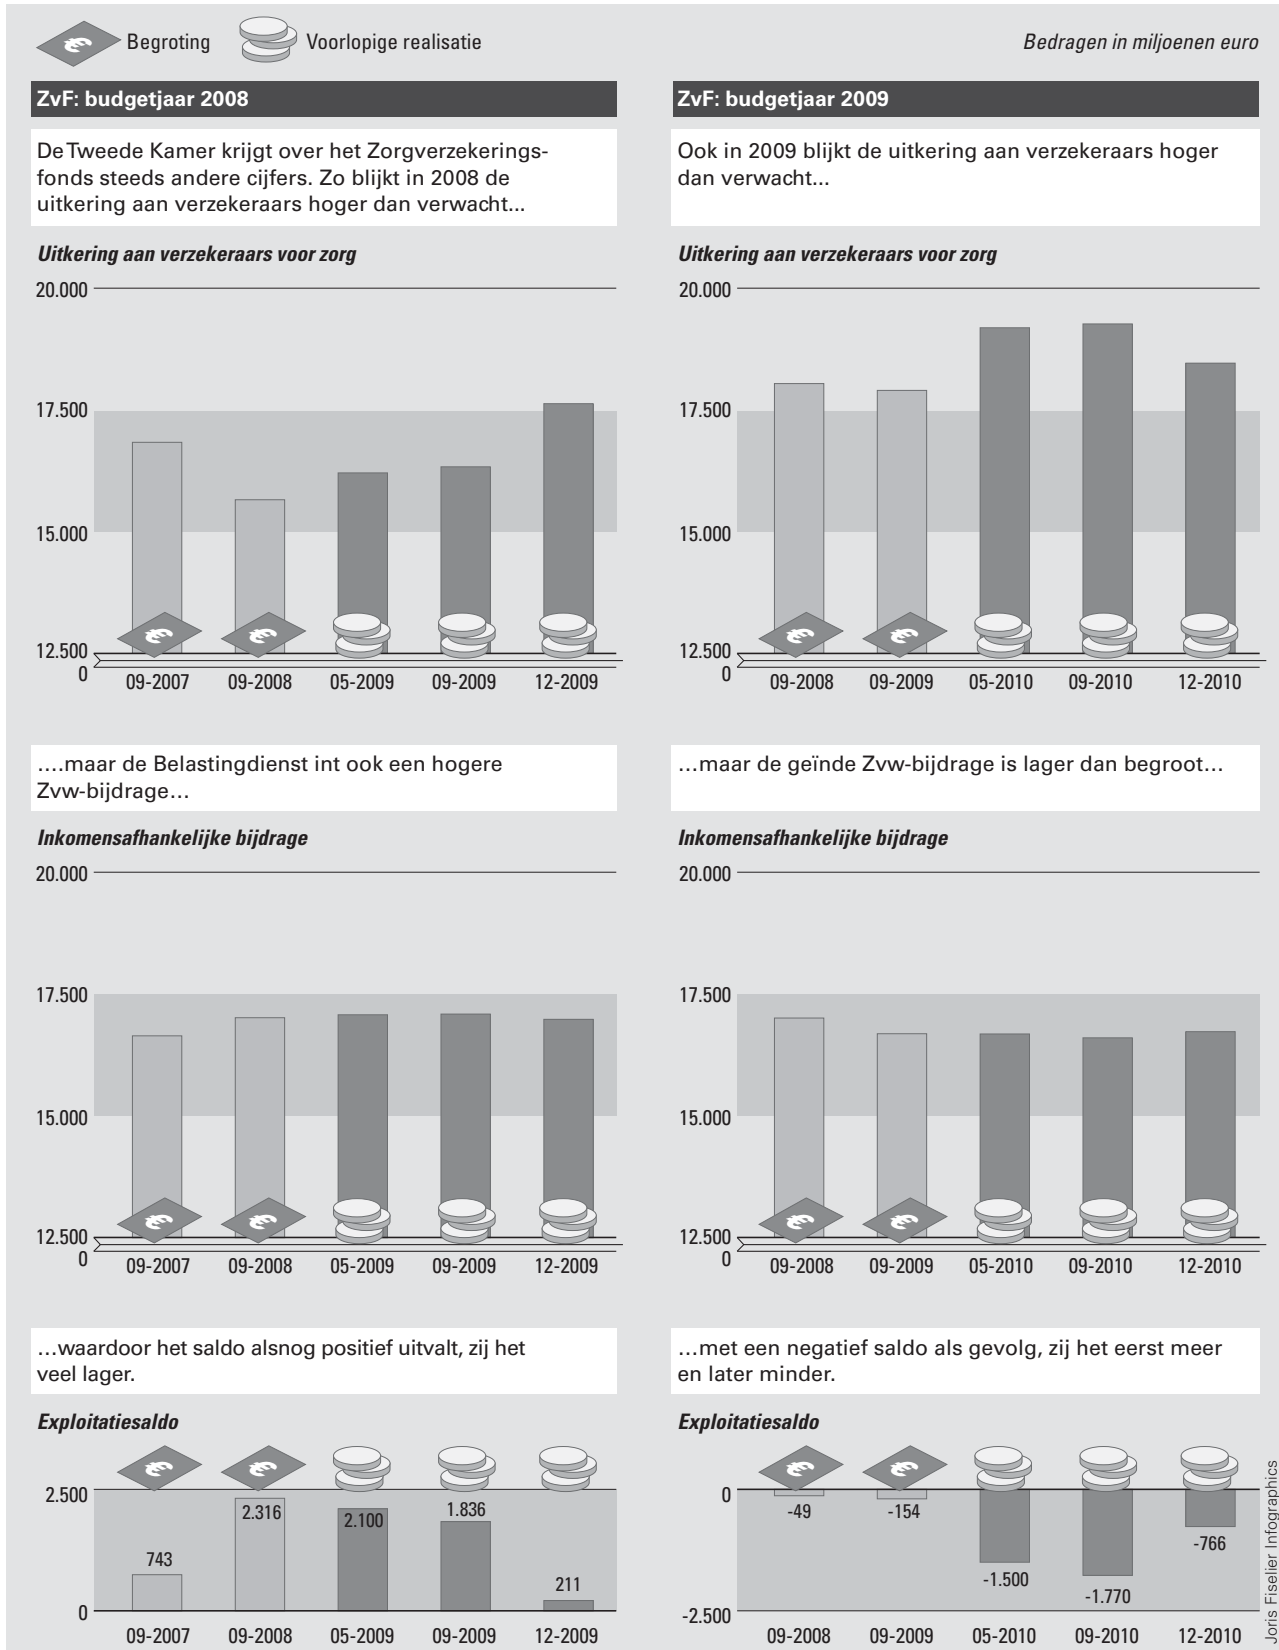 Begroting
Voorlopige realisatie
Bedragen in miljoenen euro
ZvF: budgetjaar 2008
De Tweede Kamer krijgt over het Zorgverzekerings-
fonds steeds andere cijfers. Zo blijkt in 2008 de
uitkering aan verzekeraars hoger dan verwacht...
Uitkering aan verzekeraars voor zorg
20.000
17.500
15.000
12.500
0
09-2007 09-2008 05-2009 09-2009 12-2009
....maar de Belastingdienst int ook een hogere
Zvw-bijdrage...
Inkomensafhankelijke bijdrage
20.000
17.500
15.000
12.500
0
09-2007 09-2008 05-2009 09-2009 12-2009
...waardoor het saldo alsnog positief uitvalt, zij het
veel lager.
Exploitatiesaldo
2.500
743
2.316
2.100
1.836
211
0
09-2007 09-2008 05-2009 09-2009 12-2009
ZvF: budgetjaar 2009
Ook in 2009 blijkt de uitkering aan verzekeraars hoger
dan verwacht...
Uitkering aan verzekeraars voor zorg
20.000
17.500
15.000
12.500
0
09-2008 09-2009 05-2010 09-2010 12-2010
...maar de geïnde Zvw-bijdrage is lager dan begroot...
Inkomensafhankelijke bijdrage
20.000
17.500
15.000
12.500
0
09-2008 09-2009 05-2010 09-2010 12-2010
...met een negatief saldo als gevolg, zij het eerst meer
en later minder.
Exploitatiesaldo
0
-49
-154
-1.500
-1.770
-766
-2.500
09-2008 09-2009 05-2010 09-2010 12-2010
Joris Fiselier Infographics